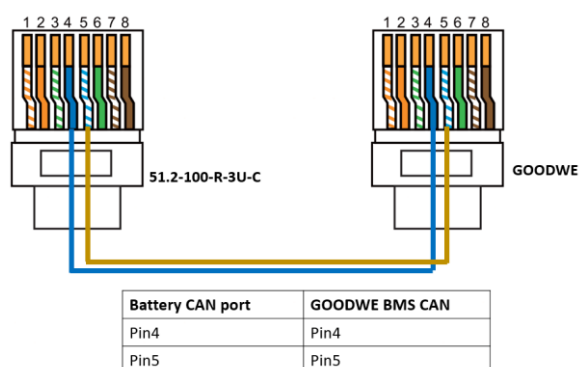 1 2 3 4 5 6 7 8
1 2 3 4 5 6 7 8
51.2-100-R-3U-C
GOODWE
Battery CAN port GOODWE BMS CAN
Pin4 Pin4
Pin5 Pin5